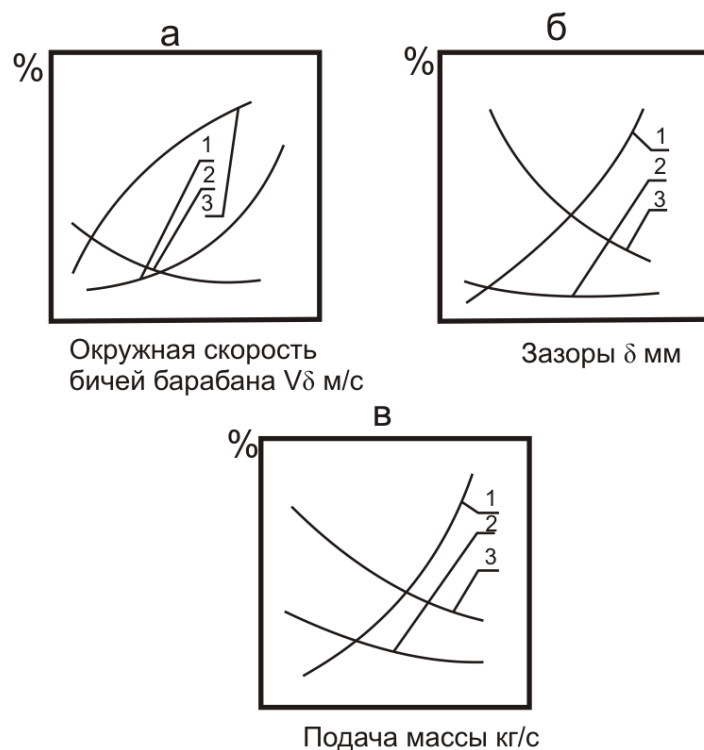 а
%
1
2
3
Окружная скорость
бичей барабана Vδ м/с
б
%
1
2
3
Зазоры δ мм
в
%
1
2
3
Подача массы кг/с